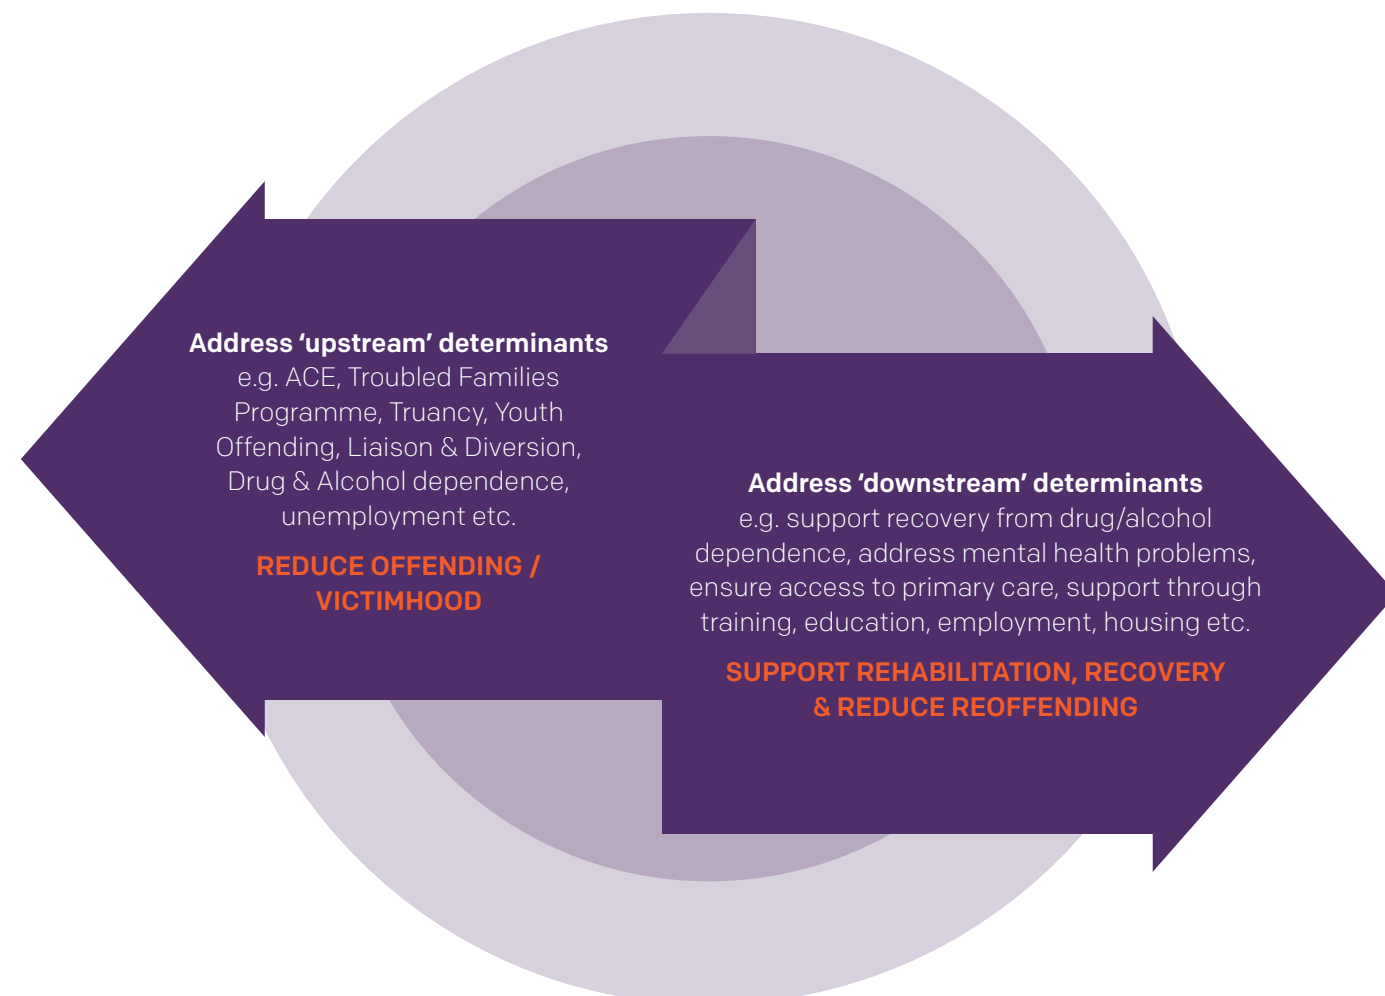 Address ‘upstream’ determinants
e.g. ACE, Troubled Families
Programme, Truancy, Youth
Offending, Liaison & Diversion,
Drug & Alcohol dependence,
unemployment etc.
REDUCE OFFENDING /
VICTIMHOOD
Address ‘downstream’ determinants
e.g. support recovery from drug/alcohol
dependence, address mental health problems,
ensure access to primary care, support through
training, education, employment, housing etc.
SUPPORT REHABILITATION, RECOVERY
& REDUCE REOFFENDING